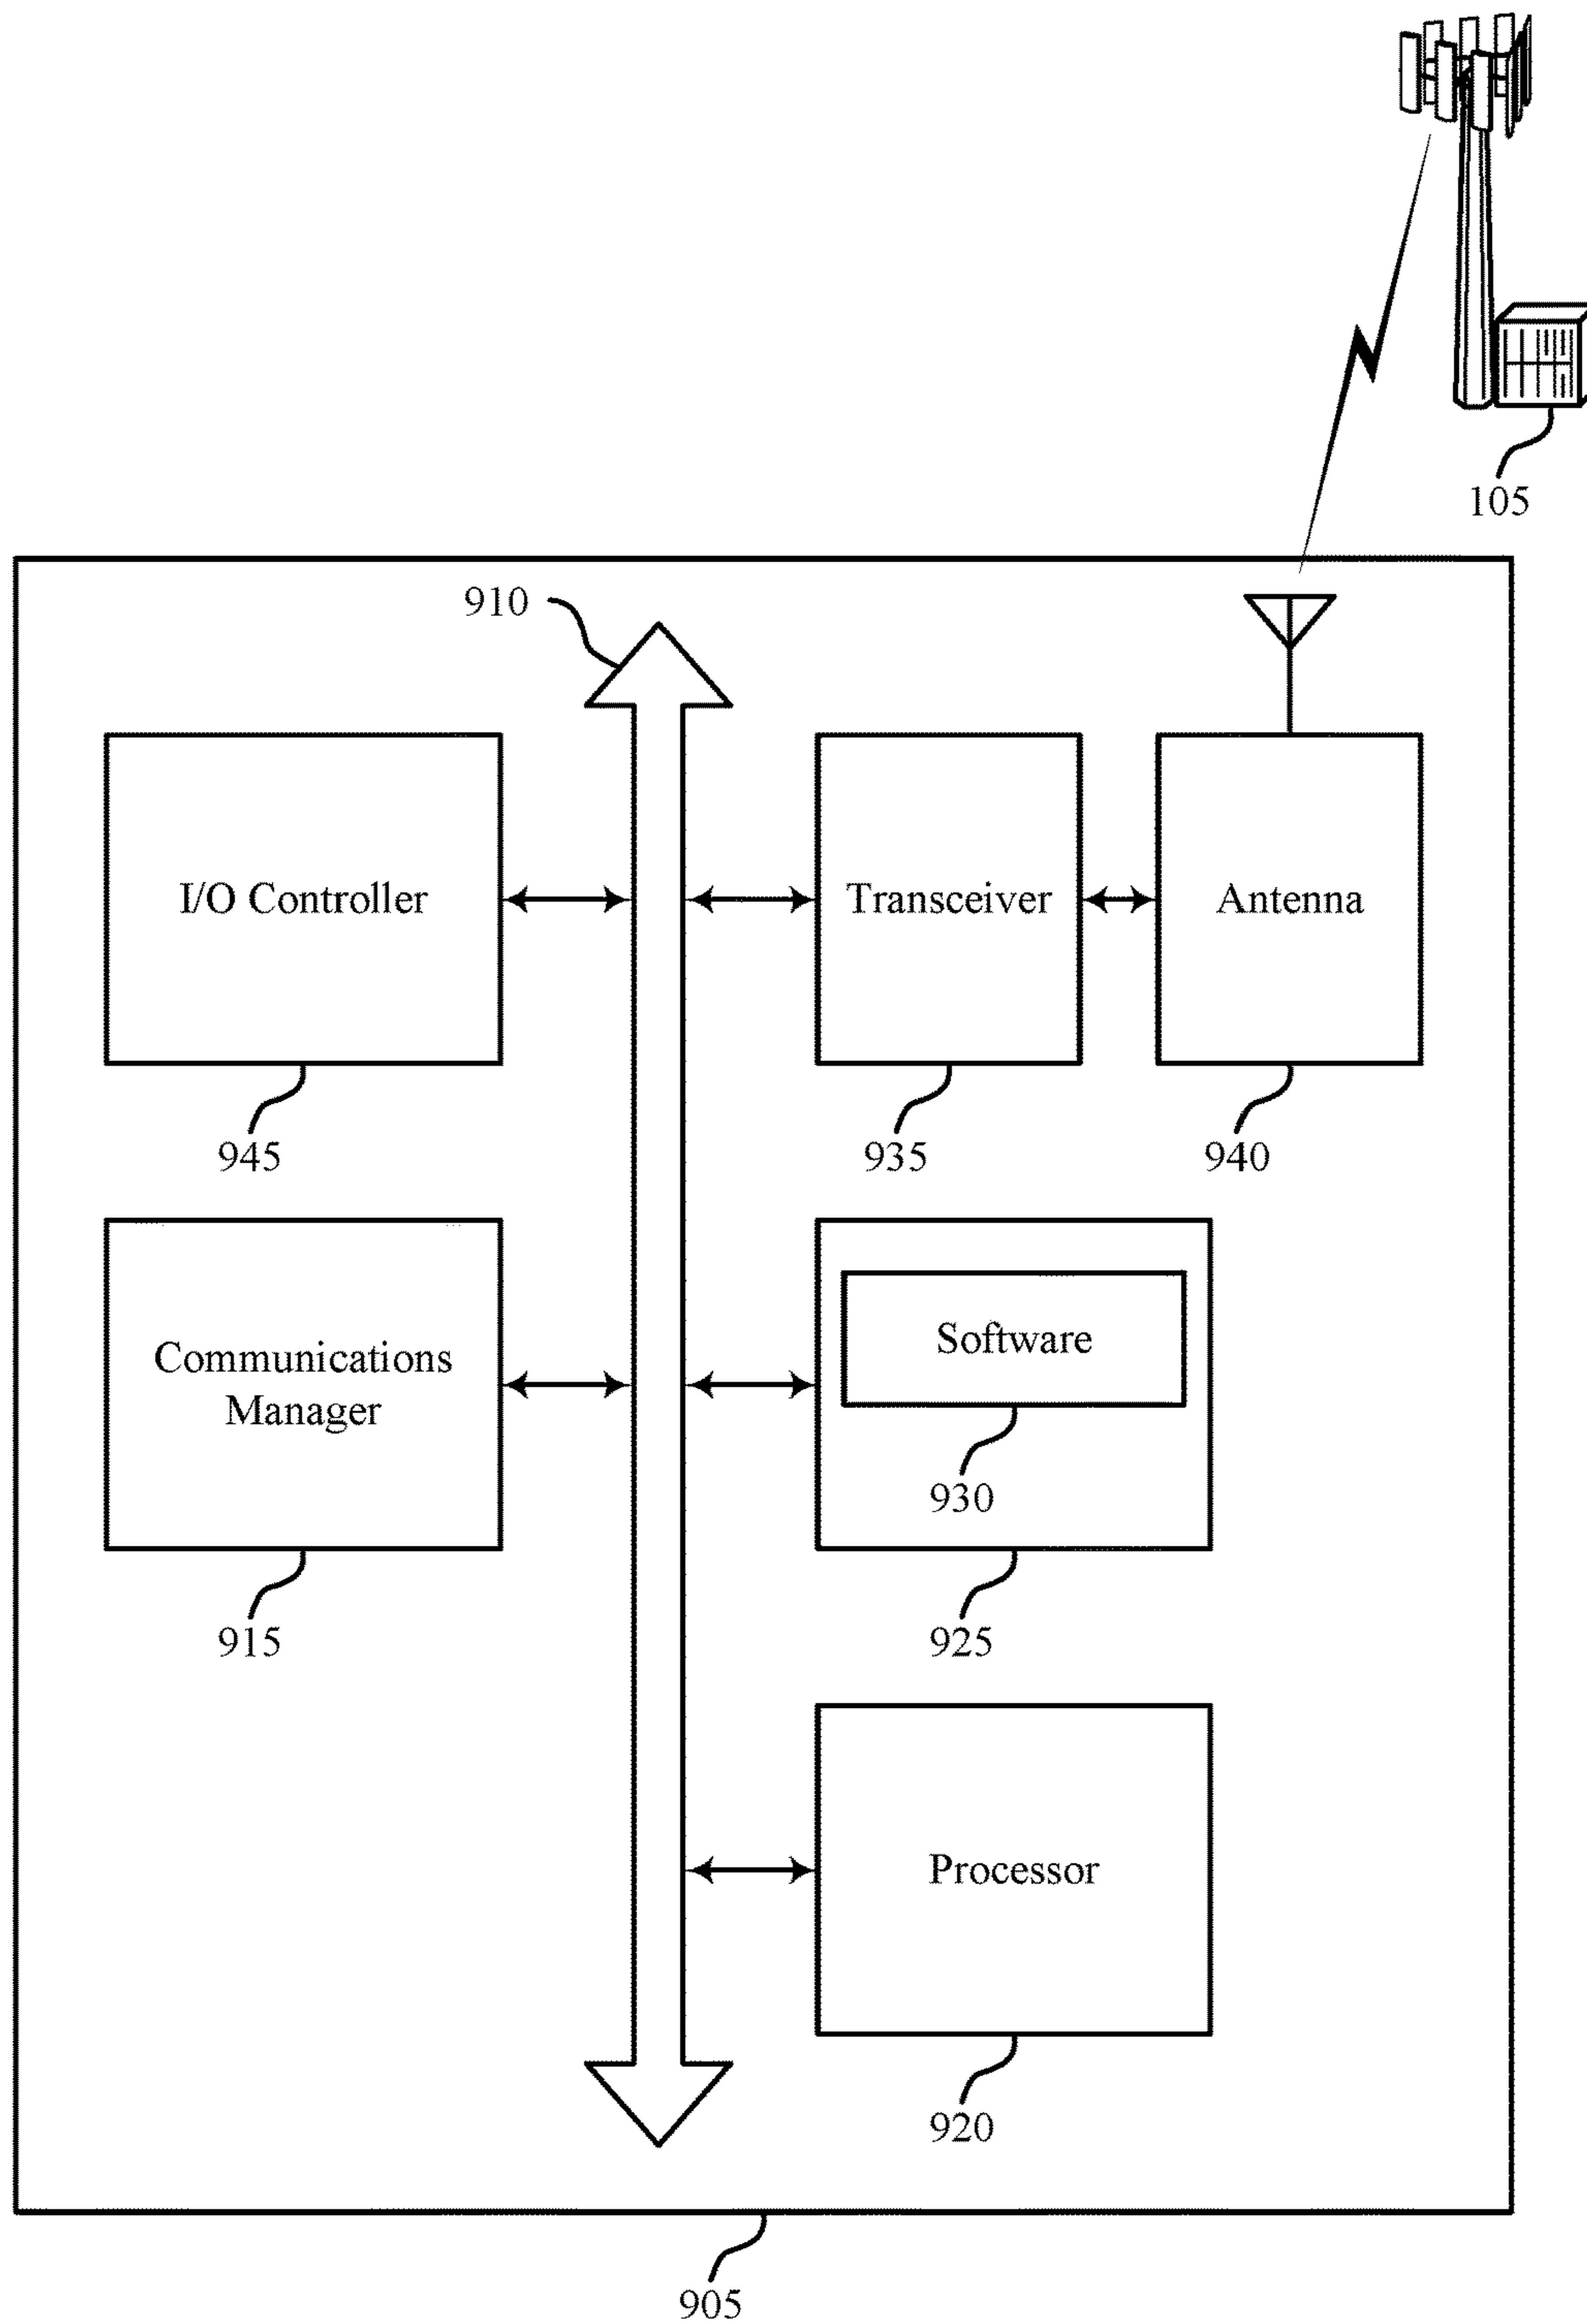 105
910
I/O Controller
Transceiver
Antenna
945
935
940
Communications
Manager
Software
930
915
925
Processor
920
905